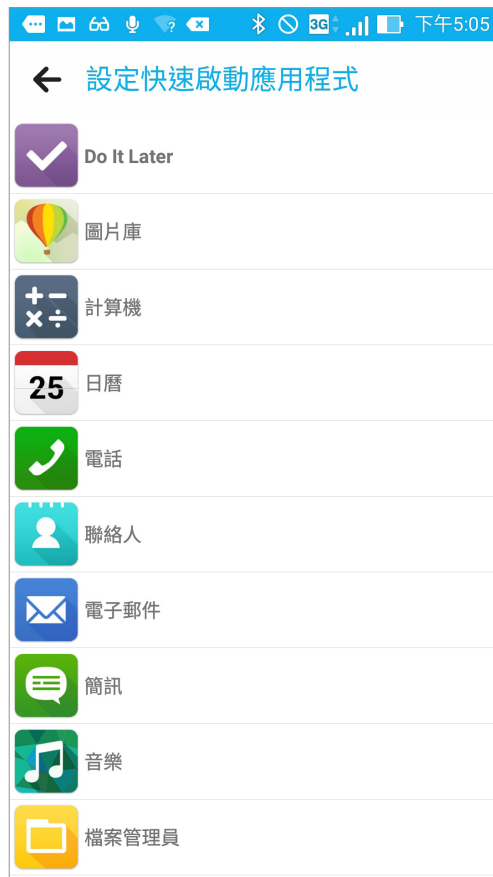 3G 下午5:05
設定快速啟動應用程式
Do It Later
圖片庫
計算機
25 日曆
電話
聯絡人
電子郵件
簡訊
音樂
檔案管理員